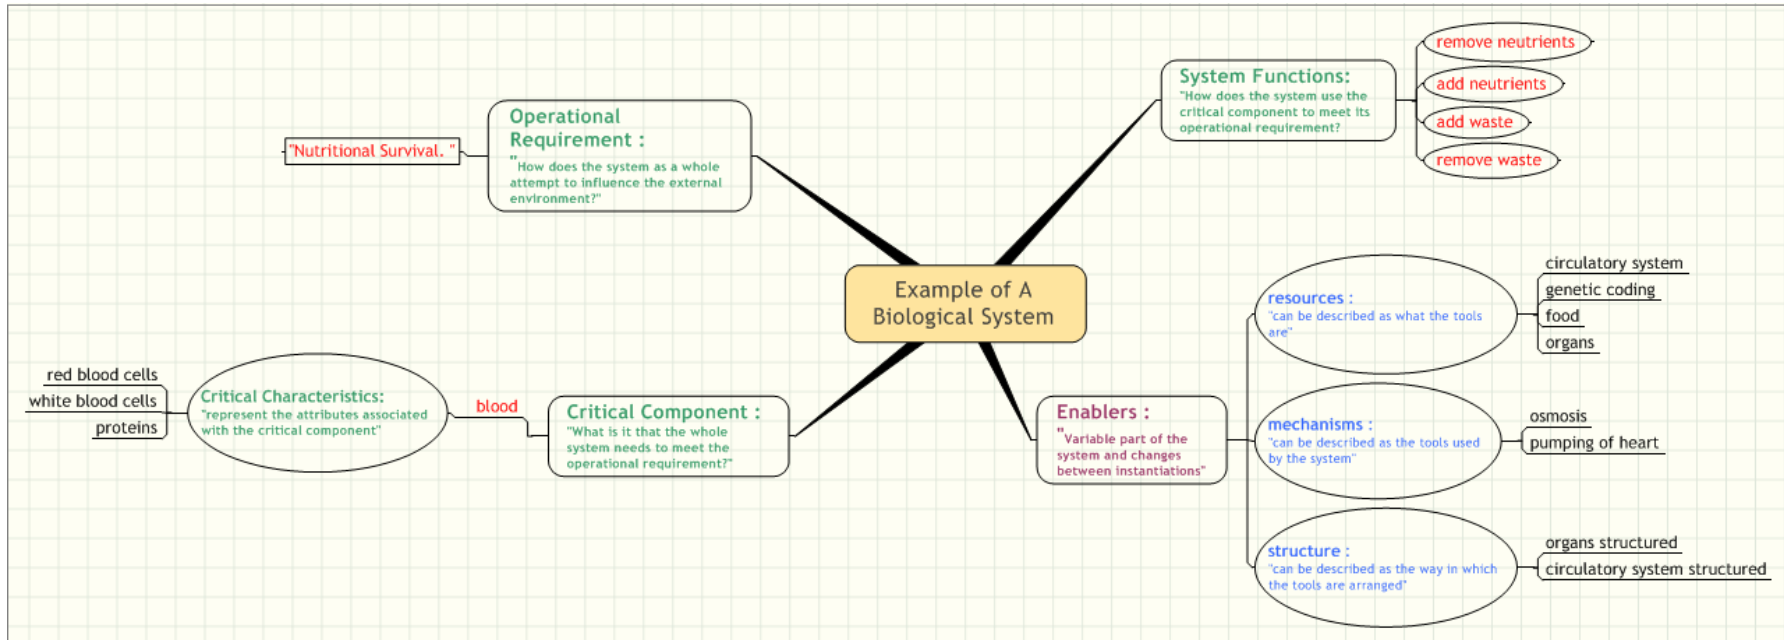 Example of A
Biological System
Operational
Requirement :
"How does the system as a whole
attempt to influence the external
environment?"
"Nutritional Survival. "
System Functions:
"How does the system use the
critical component to meet its
operational requirement?
remove neutrients
add neutrients
add waste
remove waste
Critical Component :
"What is it that the whole
system needs to meet the
operational requirement?"
blood
Critical Characteristics:
"represent the attributes associated
with the critical component"
red blood cells
white blood cells
proteins
Enablers :
"Variable part of the
system and changes
between instantiations"
resources :
"can be described as what the tools
are"
circulatory system
genetic coding
food
organs
mechanisms :
"can be described as the tools used
by the system"
osmosis
pumping of heart
structure :
"can be described as the way in which
the tools are arranged"
organs structured
circulatory system structured